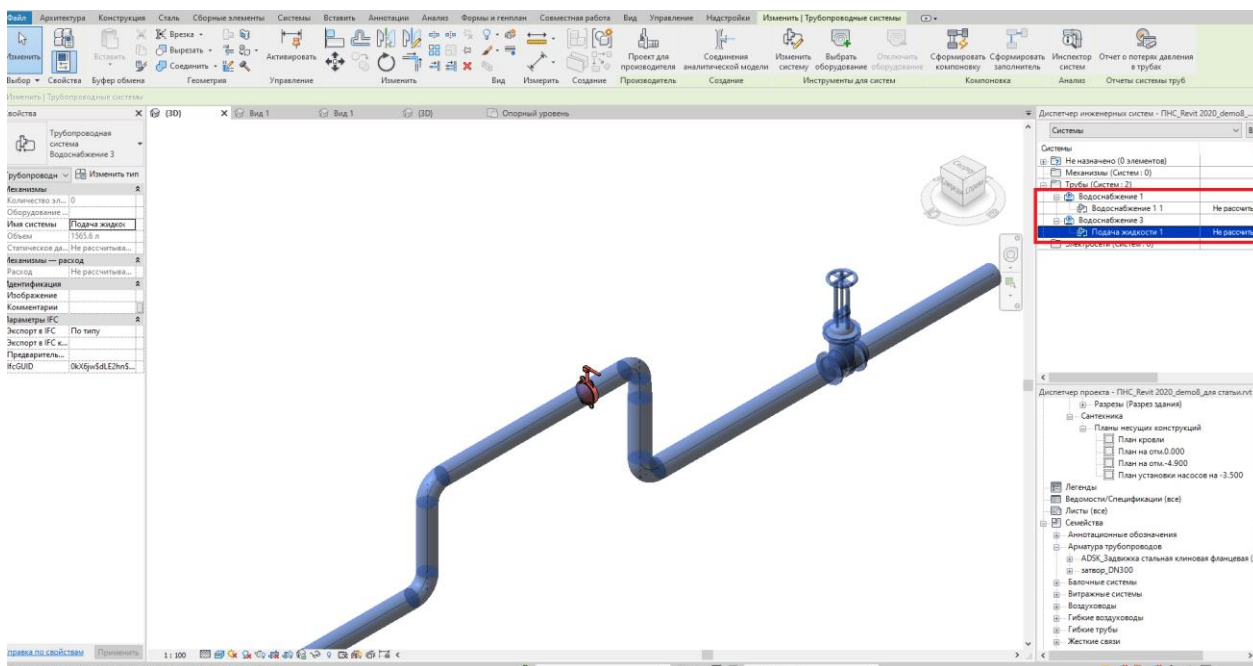 Файл Архитектура Конструкция Сталь Сборные элементы Системы Вставить Аннотации Анализ Формы и генплан Совместная работа Вид Управление Надстройки Изменить | Трубопроводные системы
Изменить Вставить Врезка Вырезать Соединить Активировать
Проект для производителя
Соединения аналитической модели
Изменить систему
Выбрать оборудование
Отключить оборудование
Сформировать компоновку
Сформировать заполнитель
Инспектор систем
Отчет о потерях давления в трубах
Выбор Свойства Буфер обмена Геометрия Управление Изменить Вид Измерить Создание Производитель Создание Инструменты для систем Компоновка Анализ Отчеты системы труб
Изменить | Трубопроводные системы
войства
{3D} Вид 1 Вид 1 {3D} Опорный уровень
Трубопроводная
система
Водоснабжение 3
рубопроводн Изменить тип
Механизмы
Количество эл... 0
Оборудование ...
Имя системы Подача жидкос
Объем 1565.6 л
Статическое да... Не рассчитыва...
Механизмы — расход
Расход Не рассчитыва...
Идентификация
Изображение
Комментарии
Параметры IFC
Экспорт в IFC По типу
Экспорт в IFC к...
Предваритель...
IfcGUID 0kX6jw$dLE2hn$...
правка по свойствам Применить
1 : 100
Диспетчер инженерных систем - ПНС_Revit 2020_demo8_...
Системы
Системы
Не назначено (0 элементов)
Механизмы (Систем : 0)
Трубы (Систем : 2)
Водоснабжение 1
Водоснабжение 1 1 Не рассчить
Водоснабжение 3
Подача жидкости 1 Не рассчить
Электросети (Систем : 0)
Диспетчер проекта - ПНС_Revit 2020_demo8_для статьи.rvt
Разрезы (Разрез здания)
Сантехника
Планы несущих конструкций
План кровли
План на отм.0.000
План на отм.-4.900
План установки насосов на -3.500
Легенды
Ведомости/Спецификации (все)
Листы (все)
Семейства
Аннотационные обозначения
Арматура трубопроводов
ADSK_Задвижка стальная клиновая фланцевая (
затвор_DN300
Балочные системы
Витражные системы
Воздуховоды
Гибкие воздуховоды
Гибкие трубы
Жесткие связи